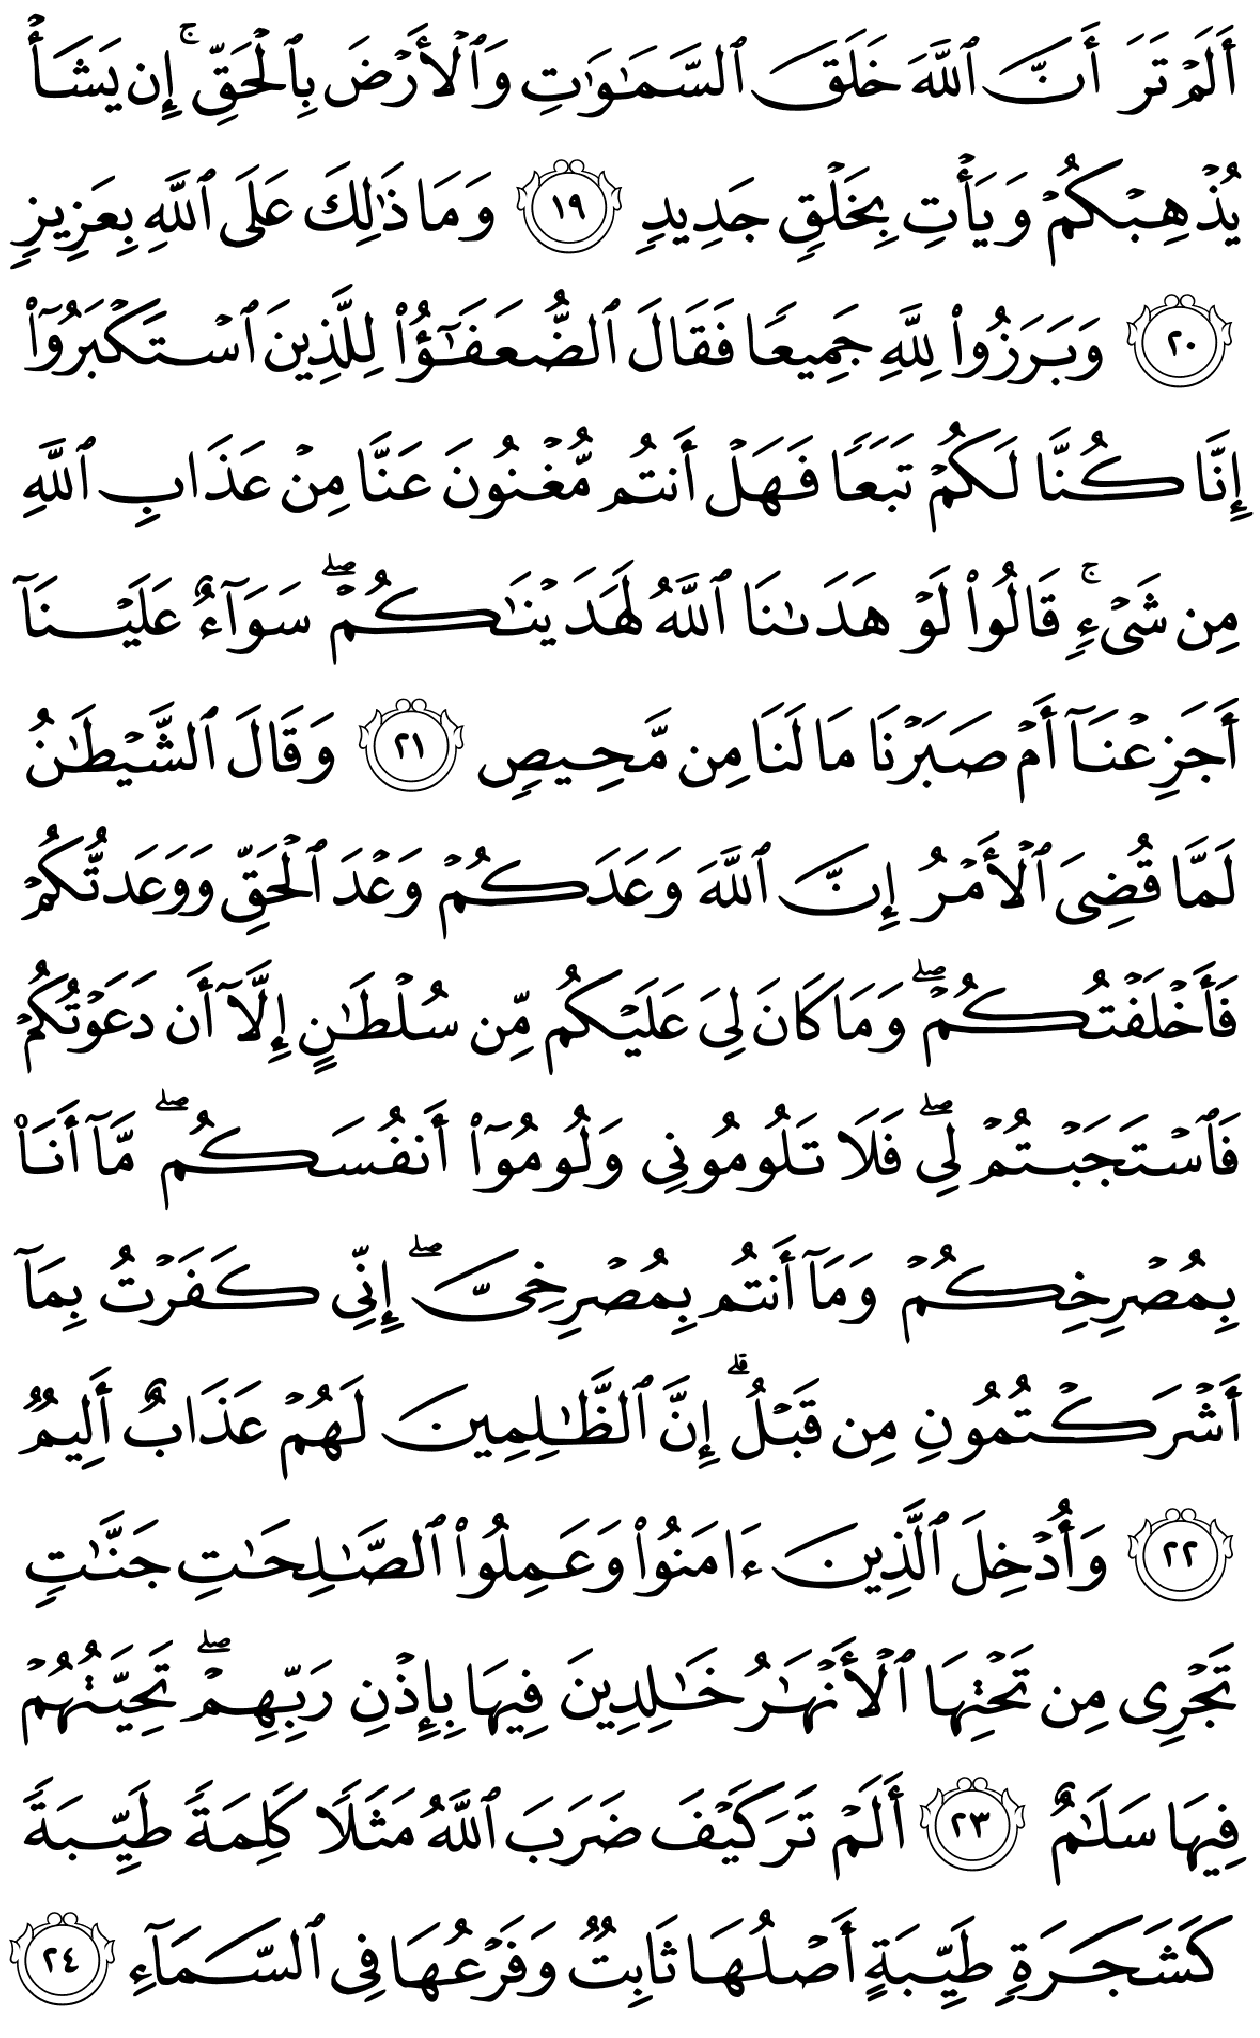 أَلَمْ تَرَ أَنَّ ٱللَّهَ خَلَقَ ٱلسَّمَٰوَٰتِ وَٱلْأَرْضَ بِٱلْحَقِّ ۚ إِن يَشَأْ
يُذْهِبْكُمْ وَيَأْتِ بِخَلْقٍ جَدِيدٍ ١٩ وَمَا ذَٰلِكَ عَلَى ٱللَّهِ بِعَزِيزٍ
٢٠ وَبَرَزُوا۟ لِلَّهِ جَمِيعًا فَقَالَ ٱلضُّعَفَٰٓؤُا۟ لِلَّذِينَ ٱسْتَكْبَرُوٓا۟
إِنَّا كُنَّا لَكُمْ تَبَعًا فَهَلْ أَنتُم مُّغْنُونَ عَنَّا مِنْ عَذَابِ ٱللَّهِ
مِن شَىْءٍ ۚ قَالُوا۟ لَوْ هَدَىٰنَا ٱللَّهُ لَهَدَيْنَٰكُمْ ۖ سَوَآءٌ عَلَيْنَآ
أَجَزِعْنَآ أَمْ صَبَرْنَا مَا لَنَا مِن مَّحِيصٍ ٢١ وَقَالَ ٱلشَّيْطَٰنُ
لَمَّا قُضِىَ ٱلْأَمْرُ إِنَّ ٱللَّهَ وَعَدَكُمْ وَعْدَ ٱلْحَقِّ وَوَعَدتُّكُمْ
فَأَخْلَفْتُكُمْ ۖ وَمَا كَانَ لِىَ عَلَيْكُم مِّن سُلْطَٰنٍ إِلَّآ أَن دَعَوْتُكُمْ
فَٱسْتَجَبْتُمْ لِى ۖ فَلَا تَلُومُونِى وَلُومُوٓا۟ أَنفُسَكُم ۖ مَّآ أَنَا۠
بِمُصْرِخِكُمْ وَمَآ أَنتُم بِمُصْرِخِىَّ ۖ إِنِّى كَفَرْتُ بِمَآ
أَشْرَكْتُمُونِ مِن قَبْلُ ۗ إِنَّ ٱلظَّٰلِمِينَ لَهُمْ عَذَابٌ أَلِيمٌ
٢٢ وَأُدْخِلَ ٱلَّذِينَ ءَامَنُوا۟ وَعَمِلُوا۟ ٱلصَّٰلِحَٰتِ جَنَّٰتٍ
تَجْرِى مِن تَحْتِهَا ٱلْأَنْهَٰرُ خَٰلِدِينَ فِيهَا بِإِذْنِ رَبِّهِمْ ۖ تَحِيَّتُهُمْ
فِيهَا سَلَٰمٌ ٢٣ أَلَمْ تَرَ كَيْفَ ضَرَبَ ٱللَّهُ مَثَلًا كَلِمَةً طَيِّبَةً
كَشَجَرَةٍ طَيِّبَةٍ أَصْلُهَا ثَابِتٌ وَفَرْعُهَا فِى ٱلسَّمَآءِ ٢٤